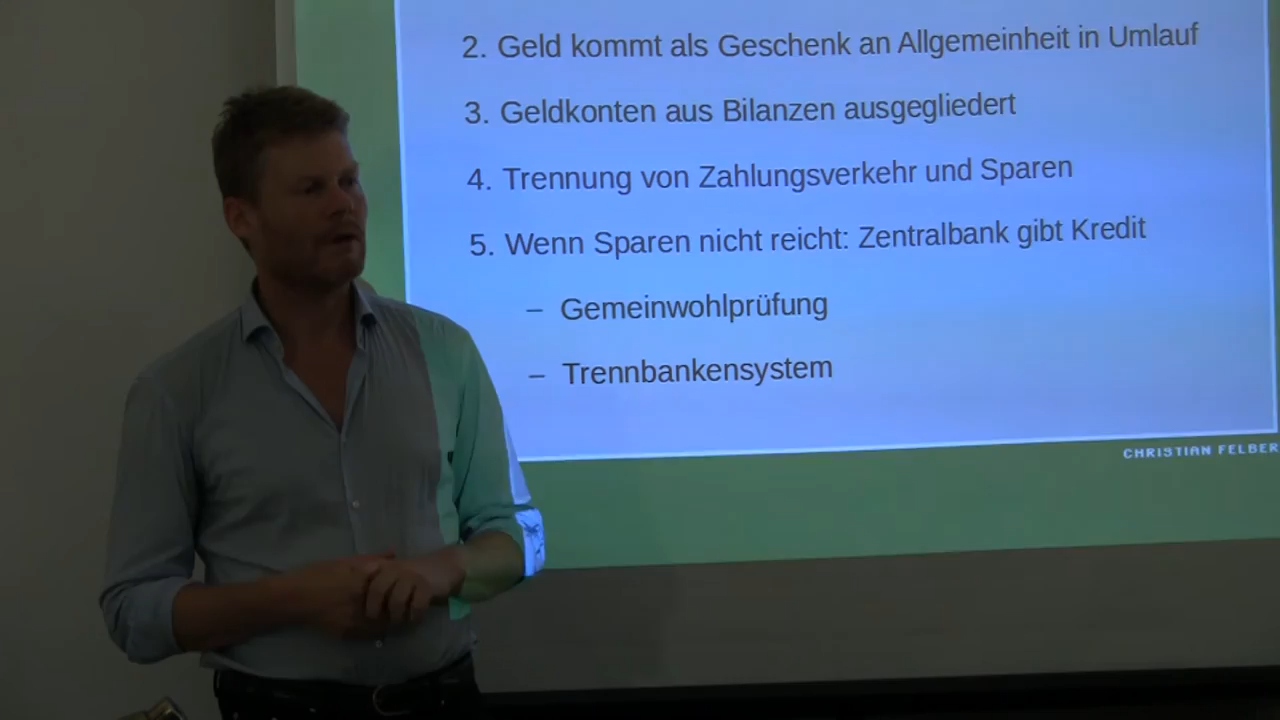 2. Geld kommt als Geschenk an Allgemeinheit in Umlauf
3. Geldkonten aus Bilanzen ausgegliedert
4. Trennung von Zahlungsverkehr und Sparen
5. Wenn Sparen nicht reicht: Zentralbank gibt Kredit
– Gemeinwohlprüfung
– Trennbankensystem
CHRISTIAN FELBER